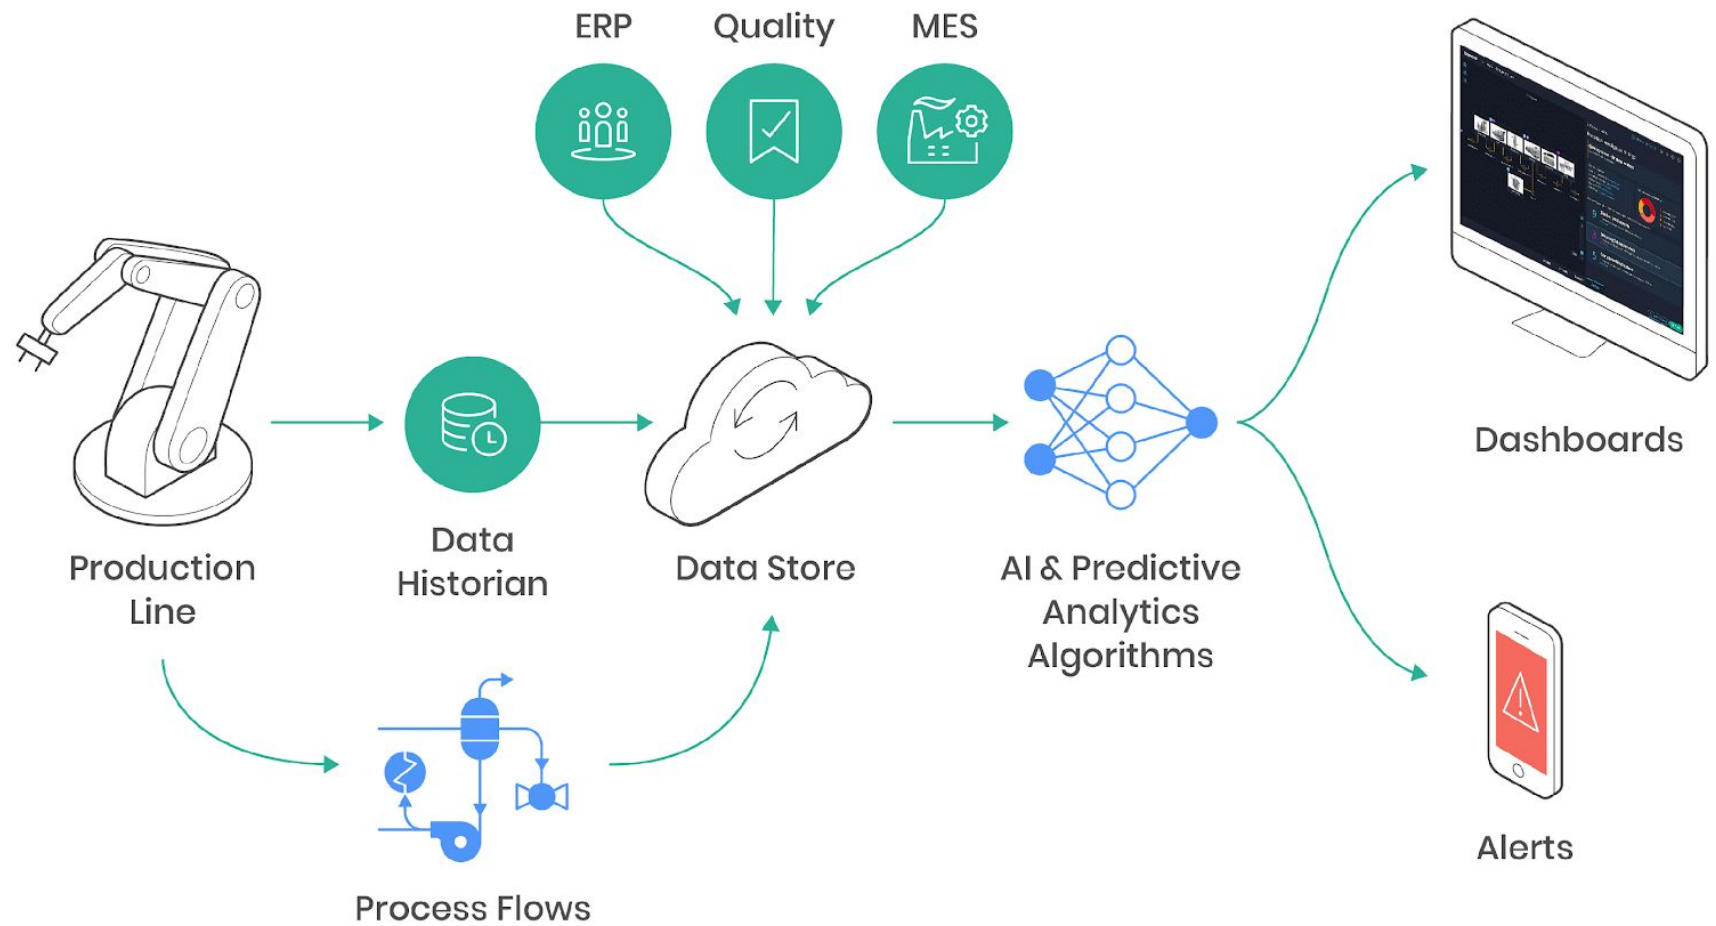 ERP
Quality
MES
Production
Line
Data
Historian
Data Store
AI & Predictive
Analytics
Algorithms
Dashboards
Alerts
Process Flows